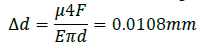 Δd = μ4F / Eπd = 0.0108mm